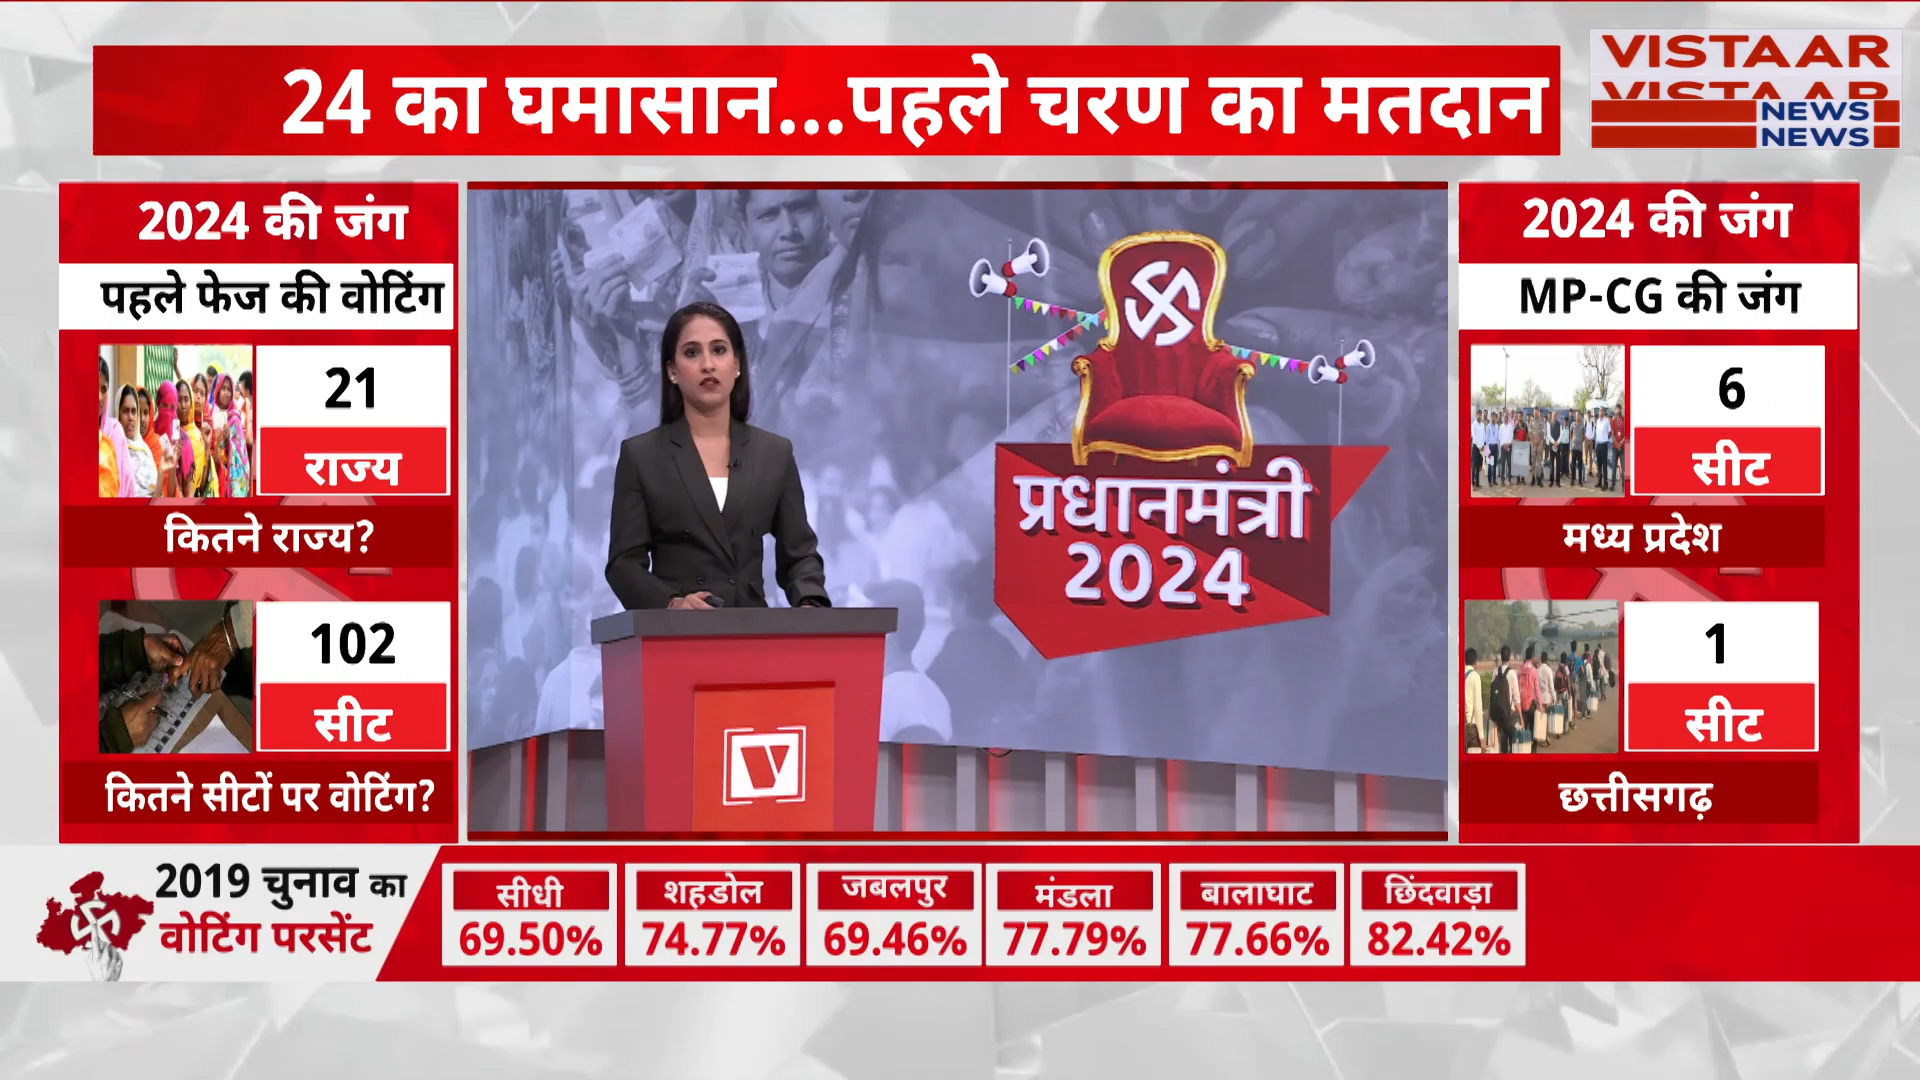 24 का घमासान...पहले चरण का मतदान
VISTAAR
NEWS
NEWS
2024 की जंग
पहले फेज की वोटिंग
21
राज्य
कितने राज्य?
102
सीट
कितने सीटों पर वोटिंग?
प्रधानमंत्री
2024
2024 की जंग
MP-CG की जंग
6
सीट
मध्य प्रदेश
1
सीट
छत्तीसगढ़
2019 चुनाव का
वोटिंग परसेंट
सीधी
69.50%
शहडोल
74.77%
जबलपुर
69.46%
मंडला
77.79%
बालाघाट
77.66%
छिंदवाड़ा
82.42%